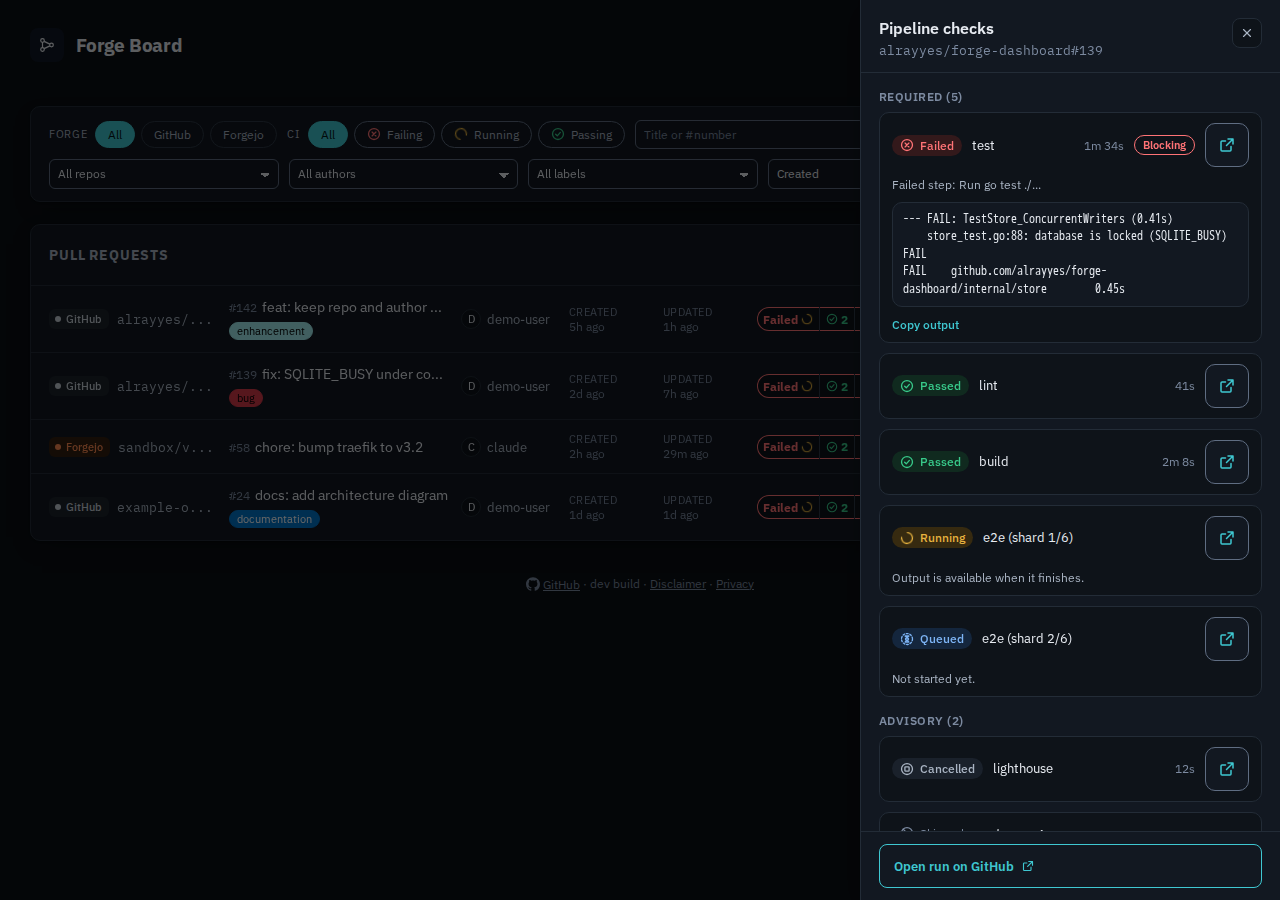 Forge Board
FORGE All GitHub Forgejo CI All Failing Running Passing Title or #number
All repos All authors All labels Created
PULL REQUESTS
GitHub alrayyes/... #142 feat: keep repo and author ... D demo-user CREATED UPDATED Failed 2
enhancement 5h ago 1h ago
GitHub alrayyes/... #139 fix: SQLITE_BUSY under co... D demo-user CREATED UPDATED Failed 2
bug 2d ago 7h ago
Forgejo sandbox/v... #58 chore: bump traefik to v3.2 C claude CREATED UPDATED Failed 2
2h ago 29m ago
GitHub example-o... #24 docs: add architecture diagram D demo-user CREATED UPDATED Failed 2
documentation 1d ago 1d ago
GitHub · dev build · Disclaimer · Privacy
Pipeline checks
alrayyes/forge-dashboard#139
REQUIRED (5)
Failed test 1m 34s Blocking
Failed step: Run go test ./...
--- FAIL: TestStore_ConcurrentWriters (0.41s)
store_test.go:88: database is locked (SQLITE_BUSY)
FAIL
FAIL github.com/alrayyes/forge-
dashboard/internal/store 0.45s
Copy output
Passed lint 41s
Passed build 2m 8s
Running e2e (shard 1/6)
Output is available when it finishes.
Queued e2e (shard 2/6)
Not started yet.
ADVISORY (2)
Cancelled lighthouse 12s
Open run on GitHub